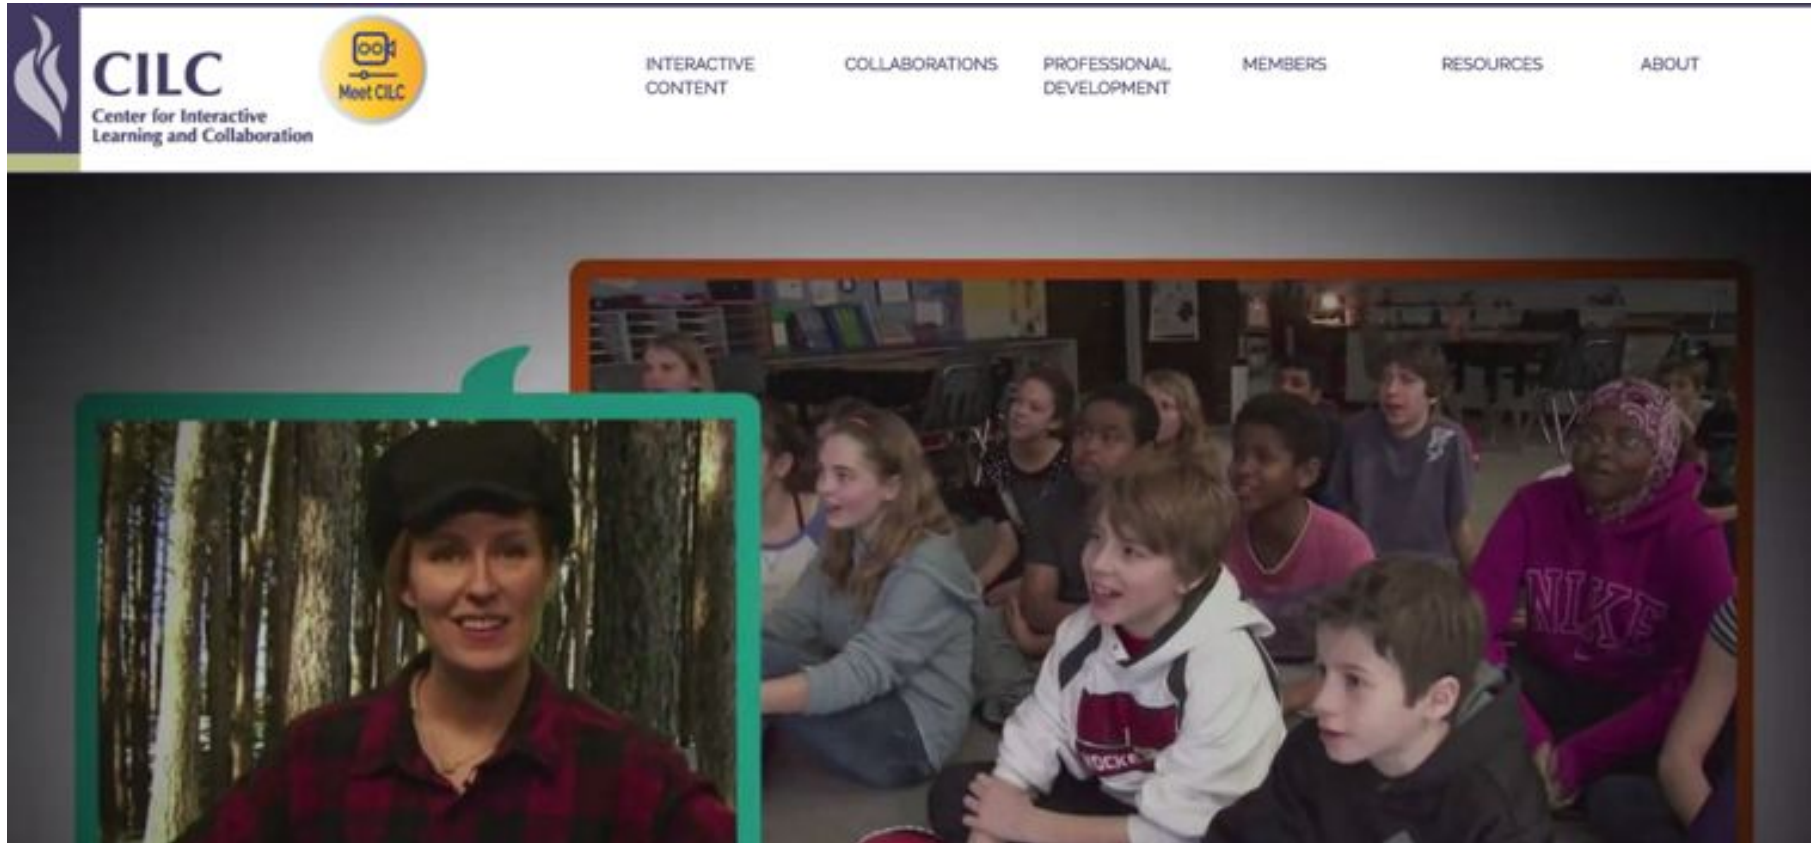 CILC
Center for Interactive
Learning and Collaboration
Meet CILC
INTERACTIVE
CONTENT
COLLABORATIONS
PROFESSIONAL
DEVELOPMENT
MEMBERS
RESOURCES
ABOUT
NIKE